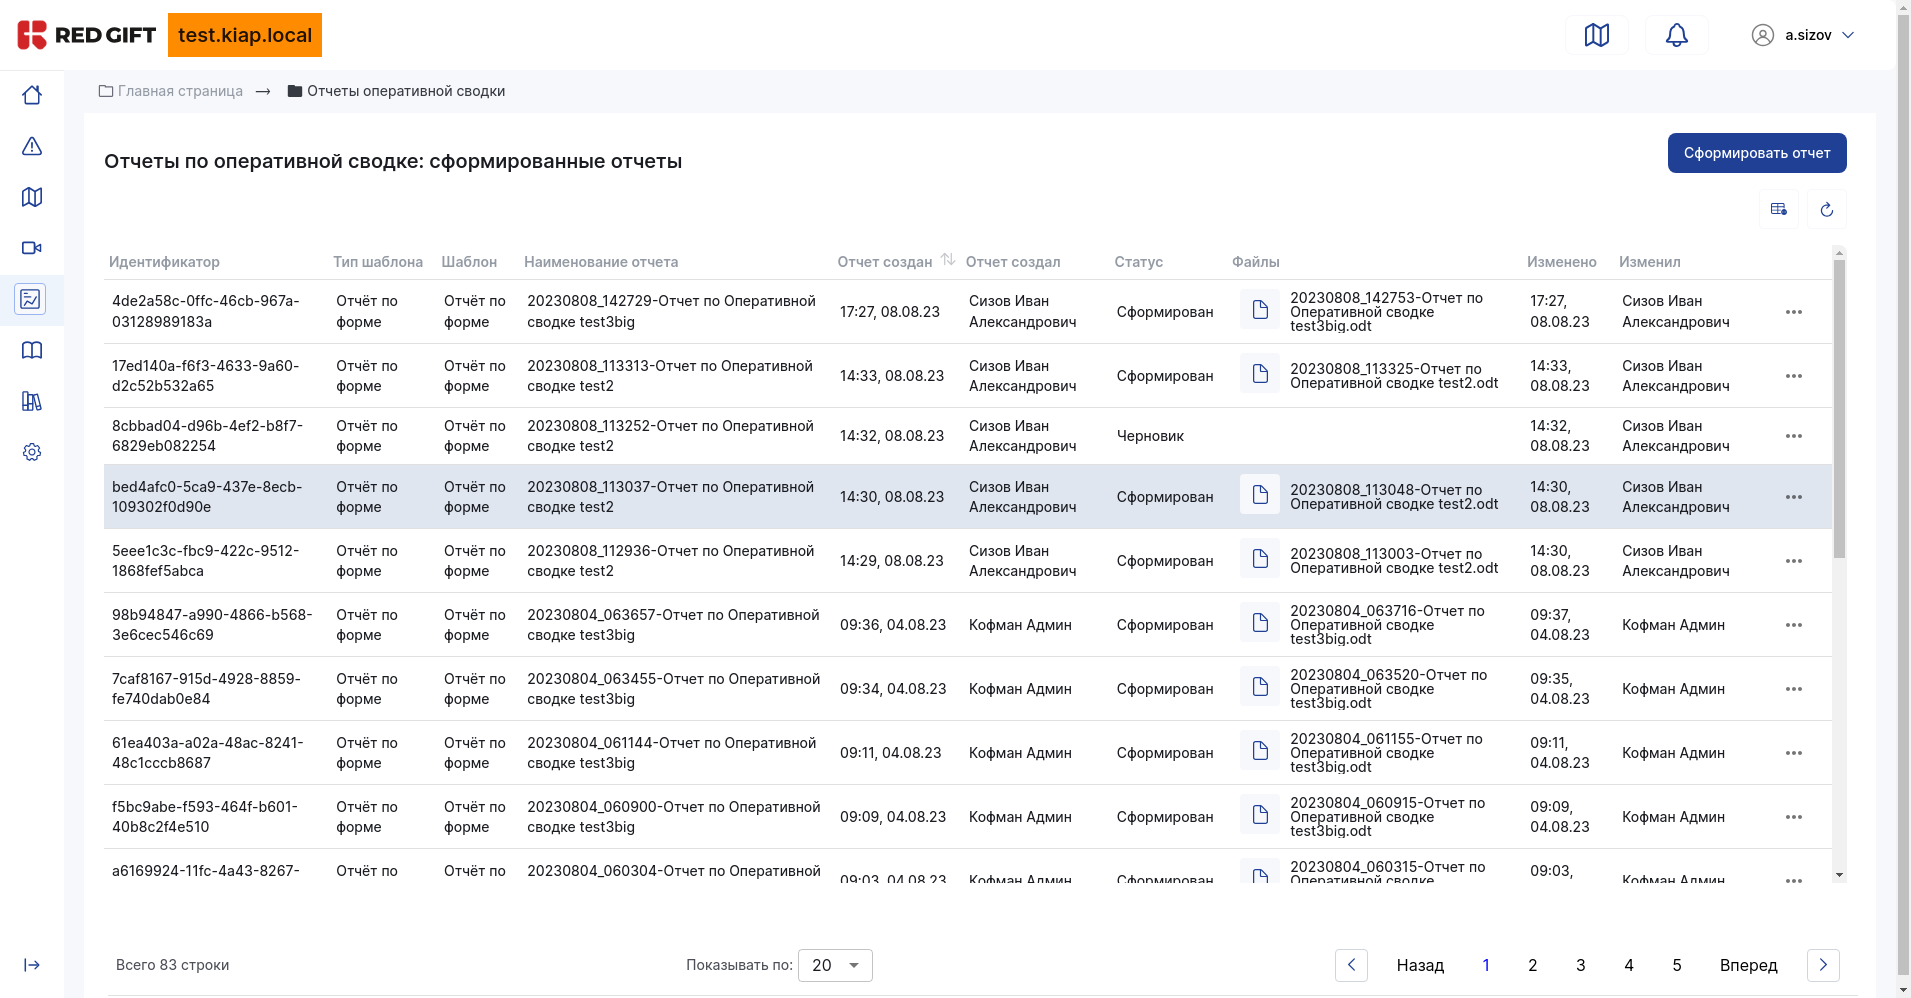 RED GIFT
test.kiap.local
a.sizov
Главная страница → Отчеты оперативной сводки
Отчеты по оперативной сводке: сформированные отчеты
Сформировать отчет
Идентификатор Тип шаблона Шаблон Наименование отчета Отчет создан Отчет создал Статус Файлы Изменено Изменил
4de2a58c-0ffc-46cb-967a- Отчёт по Отчёт по 20230808_142729-Отчет по Оперативной 17:27, 08.08.23 Сизов Иван Сформирован 20230808_142753-Отчет по 17:27, Сизов Иван
03128989183a форме форме сводке test3big Александрович Оперативной сводке 08.08.23 Александрович
test3big.odt
17ed140a-f6f3-4633-9a60- Отчёт по Отчёт по 20230808_113313-Отчет по Оперативной 14:33, 08.08.23 Сизов Иван Сформирован 20230808_113325-Отчет по 14:33, Сизов Иван
d2c52b532a65 форме форме сводке test2 Александрович Оперативной сводке test2.odt 08.08.23 Александрович
8cbbad04-d96b-4ef2-b8f7- Отчёт по Отчёт по 20230808_113252-Отчет по Оперативной 14:32, 08.08.23 Сизов Иван Черновик 14:32, Сизов Иван
6829eb082254 форме форме сводке test2 Александрович 08.08.23 Александрович
bed4afc0-5ca9-437e-8ecb- Отчёт по Отчёт по 20230808_113037-Отчет по Оперативной 14:30, 08.08.23 Сизов Иван Сформирован 20230808_113048-Отчет по 14:30, Сизов Иван
109302f0d90e форме форме сводке test2 Александрович Оперативной сводке test2.odt 08.08.23 Александрович
5eee1c3c-fbc9-422c-9512- Отчёт по Отчёт по 20230808_112936-Отчет по Оперативной 14:29, 08.08.23 Сизов Иван Сформирован 20230808_113003-Отчет по 14:30, Сизов Иван
1868fef5abca форме форме сводке test2 Александрович Оперативной сводке test2.odt 08.08.23 Александрович
98b94847-a990-4866-b568- Отчёт по Отчёт по 20230804_063657-Отчет по Оперативной 09:36, 04.08.23 Кофман Админ Сформирован 20230804_063716-Отчет по 09:37, Кофман Админ
3e6cec546c69 форме форме сводке test3big Оперативной сводке 04.08.23
test3big.odt
7caf8167-915d-4928-8859- Отчёт по Отчёт по 20230804_063455-Отчет по Оперативной 09:34, 04.08.23 Кофман Админ Сформирован 20230804_063520-Отчет по 09:35, Кофман Админ
fe740dab0e84 форме форме сводке test3big Оперативной сводке 04.08.23
test3big.odt
61ea403a-a02a-48ac-8241- Отчёт по Отчёт по 20230804_061144-Отчет по Оперативной 09:11, 04.08.23 Кофман Админ Сформирован 20230804_061155-Отчет по 09:11, Кофман Админ
48c1cccb8687 форме форме сводке test3big Оперативной сводке 04.08.23
test3big.odt
f5bc9abe-f593-464f-b601- Отчёт по Отчёт по 20230804_060900-Отчет по Оперативной 09:09, 04.08.23 Кофман Админ Сформирован 20230804_060915-Отчет по 09:09, Кофман Админ
40b8c2f4e510 форме форме сводке test3big Оперативной сводке 04.08.23
test3big.odt
a6169924-11fc-4a43-8267- Отчёт по Отчёт по 20230804_060304-Отчет по Оперативной 09:03, 04.08.23 Кофман Админ Сформирован 20230804_060315-Отчет по 09:03, Кофман Админ
Оперативной сводке
Всего 83 строки Показывать по: 20 Назад 1 2 3 4 5 Вперед